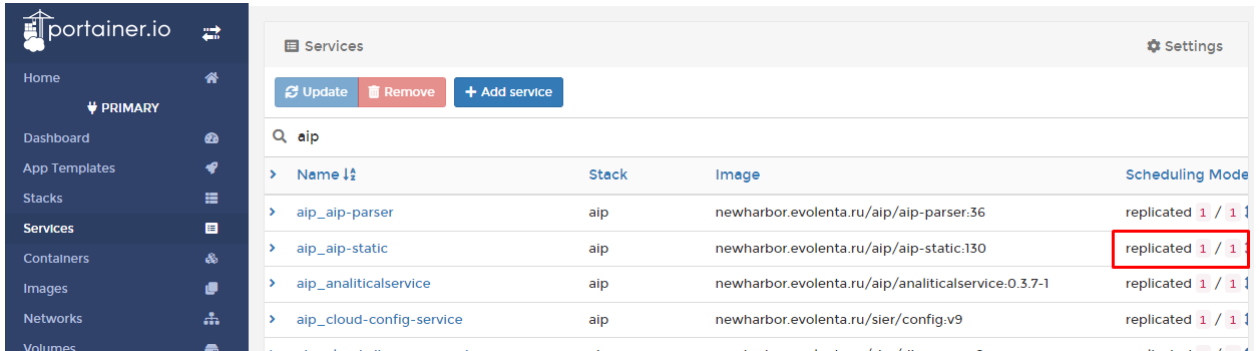 portainer.io
Home
PRIMARY
Dashboard
App Templates
Stacks
Services
Containers
Images
Networks
Volumes
Services
Settings
Update Remove + Add service
aip
Name Stack Image Scheduling Mode
aip_aip-parser aip newharbor.evolenta.ru/aip/aip-parser:36 replicated 1 / 1
aip_aip-static aip newharbor.evolenta.ru/aip/aip-static:130 replicated 1 / 1
aip_analiticalservice aip newharbor.evolenta.ru/aip/analiticalservice:0.3.7-1 replicated 1 / 1
aip_cloud-config-service aip newharbor.evolenta.ru/sier/config:v9 replicated 1 / 1